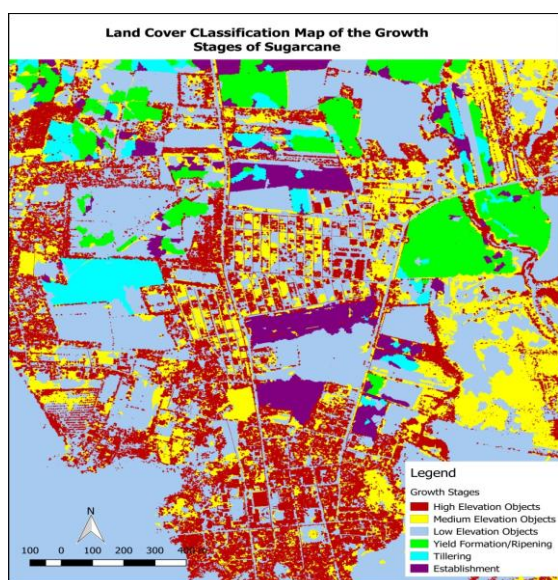 Land Cover CLassification Map of the Growth
Stages of Sugarcane
N
100 0 100 200 300 400
Legend
Growth Stages
High Elevation Objects
Medium Elevation Objects
Low Elevation Objects
Yield Formation/Ripening
Tillering
Establishment